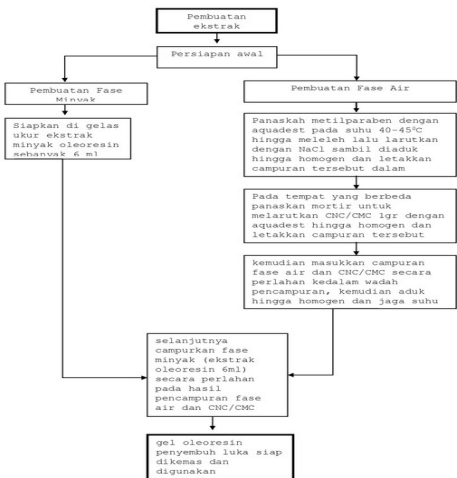 Pembuatan
ekstrak
Persiapan awal
Pembuatan Fase
Minyak
Siapkan di gelas
ukur ekstrak
minyak oleoresin
sebanyak 6 ml
Pembuatan Fase Air
Panaskah metilparaben dengan
aquadest pada suhu 40-45°C
hingga meleleh lalu larutkan
dengan NaCl sambil diaduk
hingga homogen dan letakkan
campuran tersebut dalam
Pada tempat yang berbeda
panaskan mortir untuk
melarutkan CNC/CMC 1gr dengan
aquadest hingga homogen dan
letakkan campuran tersebut
kemudian masukkan campuran
fase air dan CNC/CMC secara
perlahan kedalam wadah
pencampuran, kemudian aduk
hingga homogen dan jaga suhu
selanjutnya
campurkan fase
minyak (ekstrak
oleoresin 6ml)
secara perlahan
pada hasil
pencampuran fase
air dan CNC/CMC
gel oleoresin
penyembuh luka siap
dikemas dan
digunakan